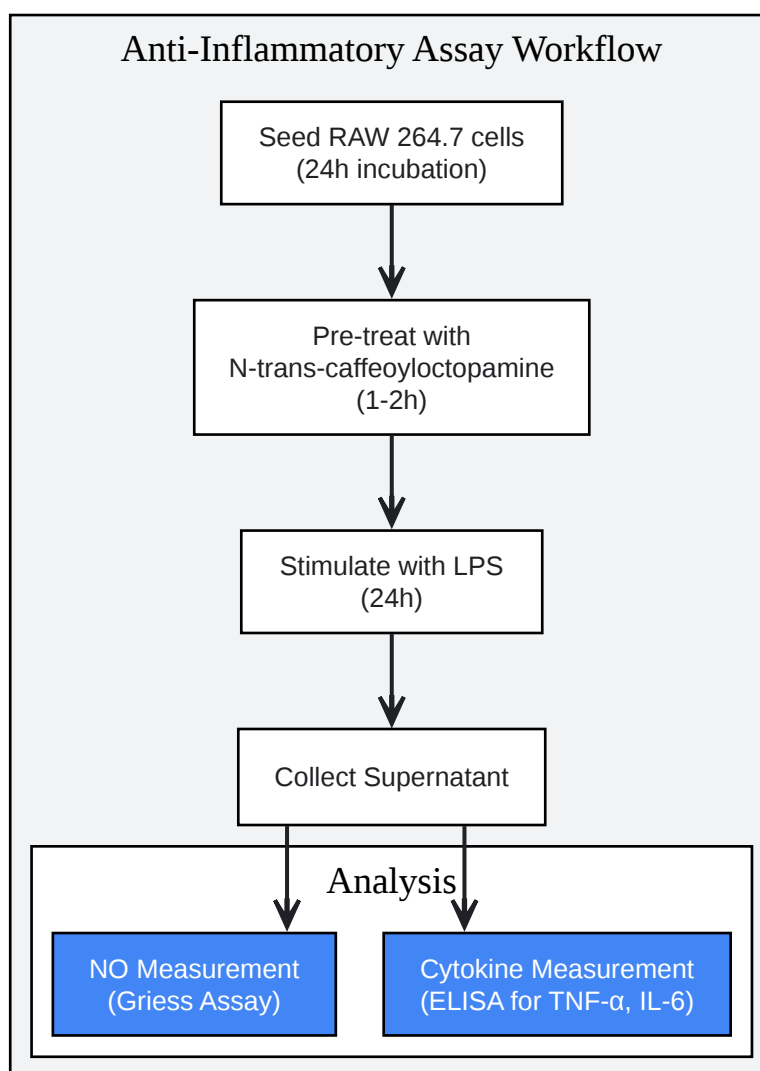 Anti-Inflammatory Assay Workflow
Seed RAW 264.7 cells
(24h incubation)
Pre-treat with
N-trans-caffeoyloctopamine
(1-2h)
Stimulate with LPS
(24h)
Collect Supernatant
Analysis
NO Measurement
(Griess Assay)
Cytokine Measurement
(ELISA for TNF-α, IL-6)